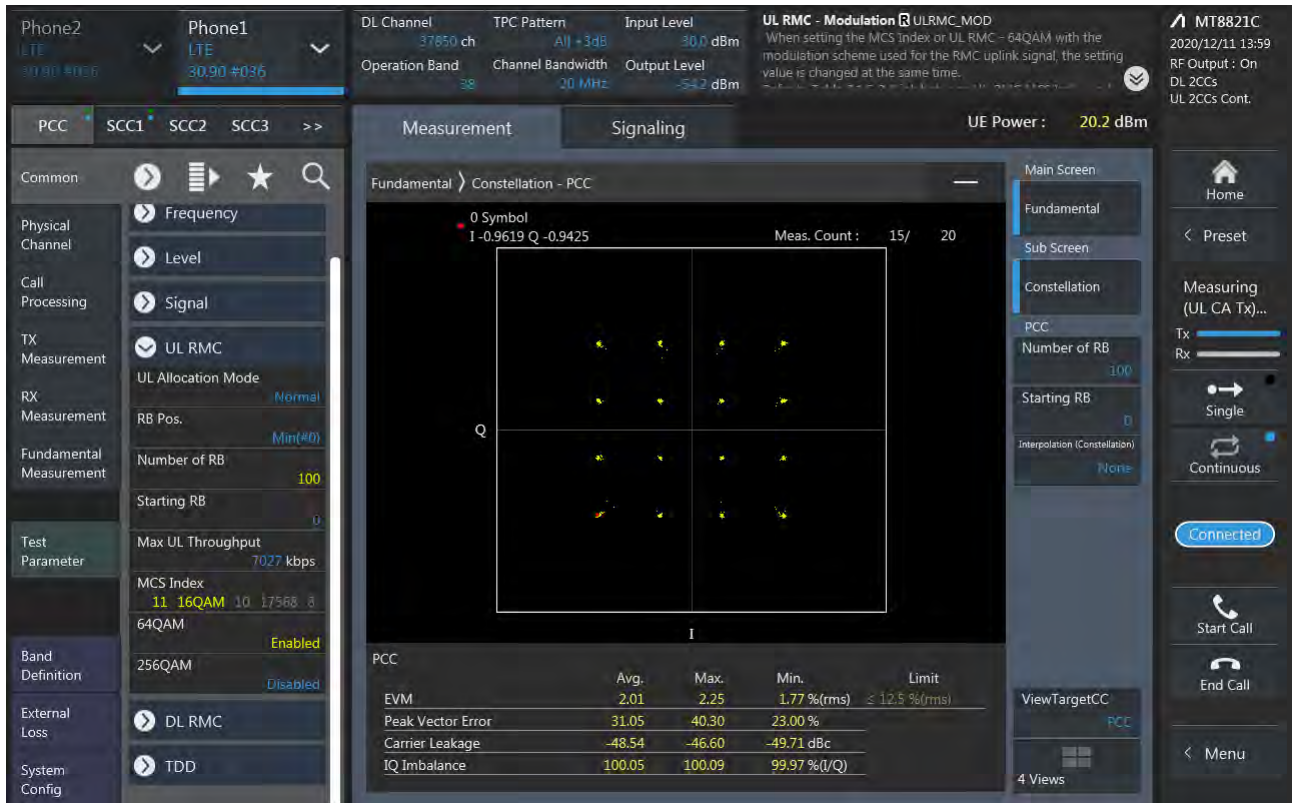 Phone2
LTE
30.90 #036
Phone1
LTE
30.90 #036
DL Channel
37850 ch
TPC Pattern
All +3dB
Input Level
30.0 dBm
Operation Band
38
Channel Bandwidth
20 MHz
Output Level
-54.2 dBm
UL RMC - Modulation R ULRMC_MOD
When setting the MCS Index or UL RMC - 64QAM with the
modulation scheme used for the RMC uplink signal, the setting
value is changed at the same time.
MT8821C
2020/12/11 13:59
RF Output : On
DL 2CCs
UL 2CCs Cont.
PCC
SCC1
SCC2
SCC3
>>
Measurement
Signaling
UE Power : 20.2 dBm
Common
Physical
Channel
Call
Processing
TX
Measurement
RX
Measurement
Fundamental
Measurement
Test
Parameter
Band
Definition
External
Loss
System
Config
Frequency
Level
Signal
UL RMC
UL Allocation Mode
Normal
RB Pos.
Min(#0)
Number of RB
100
Starting RB
0
Max UL Throughput
7027 kbps
MCS Index
11 16QAM 10 17568 8
64QAM
Enabled
256QAM
Disabled
DL RMC
TDD
Fundamental > Constellation - PCC
0 Symbol
I -0.9619 Q -0.9425
Meas. Count : 15/ 20
Q
I
PCC
Avg. Max. Min. Limit
EVM 2.01 2.25 1.77 %(rms) ≤ 12.5 %(rms)
Peak Vector Error 31.05 40.30 23.00 %
Carrier Leakage -48.54 -46.60 -49.71 dBc
IQ Imbalance 100.05 100.09 99.97 %(I/Q)
Main Screen
Fundamental
Sub Screen
Constellation
PCC
Number of RB
100
Starting RB
0
Interpolation (Constellation)
None
ViewTargetCC
PCC
4 Views
Home
< Preset
Measuring
(UL CA Tx)...
Tx
Rx
Single
Continuous
Connected
Start Call
End Call
< Menu